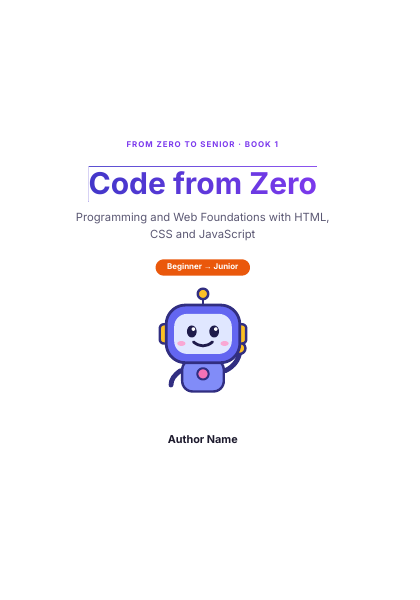 FROM ZERO TO SENIOR · BOOK 1
Code from Zero
Programming and Web Foundations with HTML,
CSS and JavaScript
Beginner → Junior
Author Name